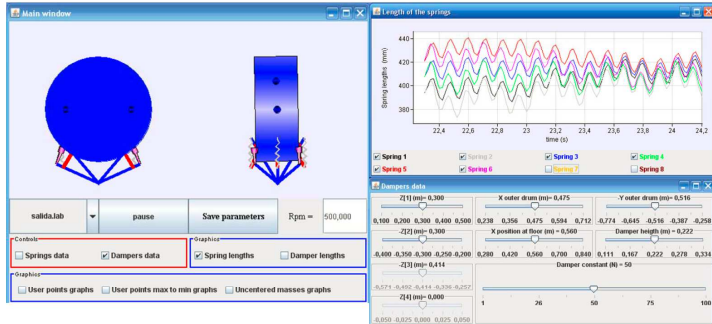 Main window
salida.lab
pause
Save parameters
Rpm =
500,000
Controls
Springs data
Dampers data
Graphics
Spring lengths
Damper lengths
Graphics
User points graphs
User points max to min graphs
Uncentered masses graphs
Length of the springs
Spring lengths (mm)
440
420
400
380
22,4 22,6 22,8 23 23,2 23,4 23,6 23,8 24 24,2
time (s)
Spring 1
Spring 2
Spring 3
Spring 4
Spring 5
Spring 6
Spring 7
Spring 8
Dampers data
Z[1] (m)= 0,300
0,100 0,200 0,300 0,400 0,500
X outer drum (m)= 0,475
0,238 0,356 0,475 0,594 0,712
-Y outer drum (m)= 0,516
-0,774 -0,645 -0,516 -0,387 -0,258
Z[2] (m)= 0,300
-0,400 -0,350 -0,300 -0,250 -0,200
X position at floor (m) = 0,560
0,280 0,420 0,560 0,700 0,840
Damper heigth (m) = 0,222
0,111 0,167 0,222 0,278 0,334
-Z[3] (m)= 0,414
-0,571 -0,492 -0,414 -0,336 -0,257
Damper constant (N) = 50
1 26 50 75 100
Z[4] (m)= 0,000
-0,050 -0,025 0,000 0,025 0,050